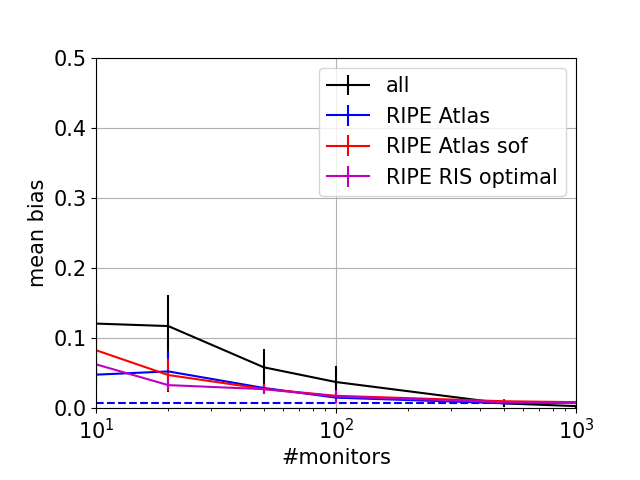 0.5
0.4
0.3
0.2
0.1
0.0
mean bias
all
RIPE Atlas
RIPE Atlas sof
RIPE RIS optimal
10¹
10²
10³
#monitors